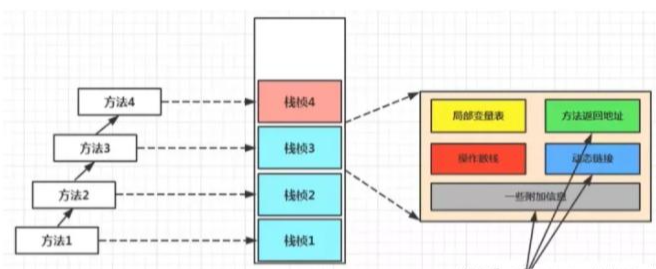 方法4
栈桢4
局部变量表
方法返回地址
方法3
栈桢3
操作数栈
动态链接
方法2
栈桢2
一些附加信息
方法1
栈桢1